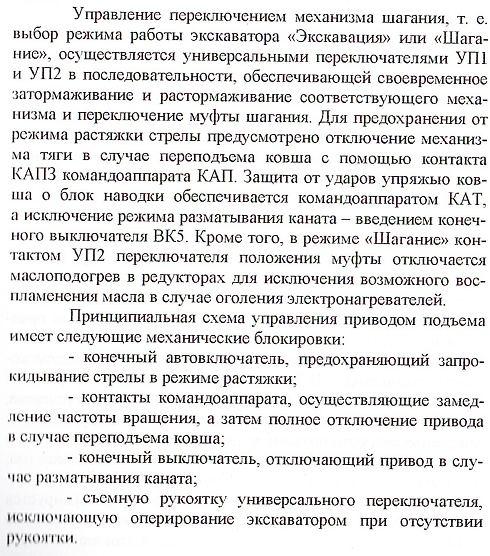 Управление переключением механизма шагания, т. е.
выбор режима работы экскаватора «Экскавация» или «Шага-
ние», осуществляется универсальными переключателями УП1
и УП2 в последовательности, обеспечивающей своевременное
затормаживание и растормаживание соответствующего меха-
низма и переключение муфты шагания. Для предохранения от
режима растяжки стрелы предусмотрено отключение механиз-
ма тяги в случае переподъема ковша с помощью контакта
КАПЗ командоаппарата КАП. Защита от ударов упряжью ков-
ша о блок наводки обеспечивается командоаппаратом КАТ,
а исключение режима разматывания каната – введением конеч-
ного выключателя ВК5. Кроме того, в режиме «Шагание» кон-
тактом УП2 переключателя положения муфты отключается
маслоподогрев в редукторах для исключения возможного вос-
пламенения масла в случае оголения электронагревателей.
Принципиальная схема управления приводом подъема
имеет следующие механические блокировки:
- конечный автовключатель, предохраняющий запро-
кидывание стрелы в режиме растяжки;
- контакты командоаппарата, осуществляющие замед-
ление частоты вращения, а затем полное отключение привода
в случае переподъема ковша;
- конечный выключатель, отключающий привод в слу-
чае разматывания каната;
- съемную рукоятку универсального переключателя,
исключающую оперирование экскаватором при отсутствии
рукоятки.